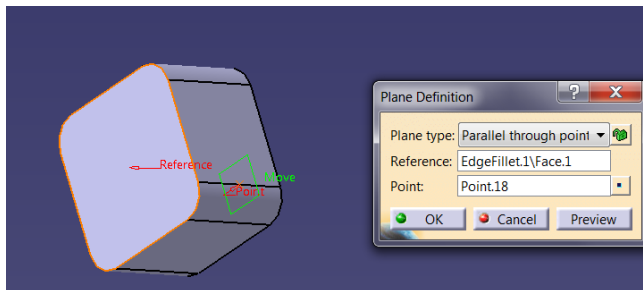 Plane Definition
?
X
Plane type: Parallel through point
Reference: EdgeFillet.1\Face.1
Reference
Move
Point
Point: Point.18
OK Cancel Preview